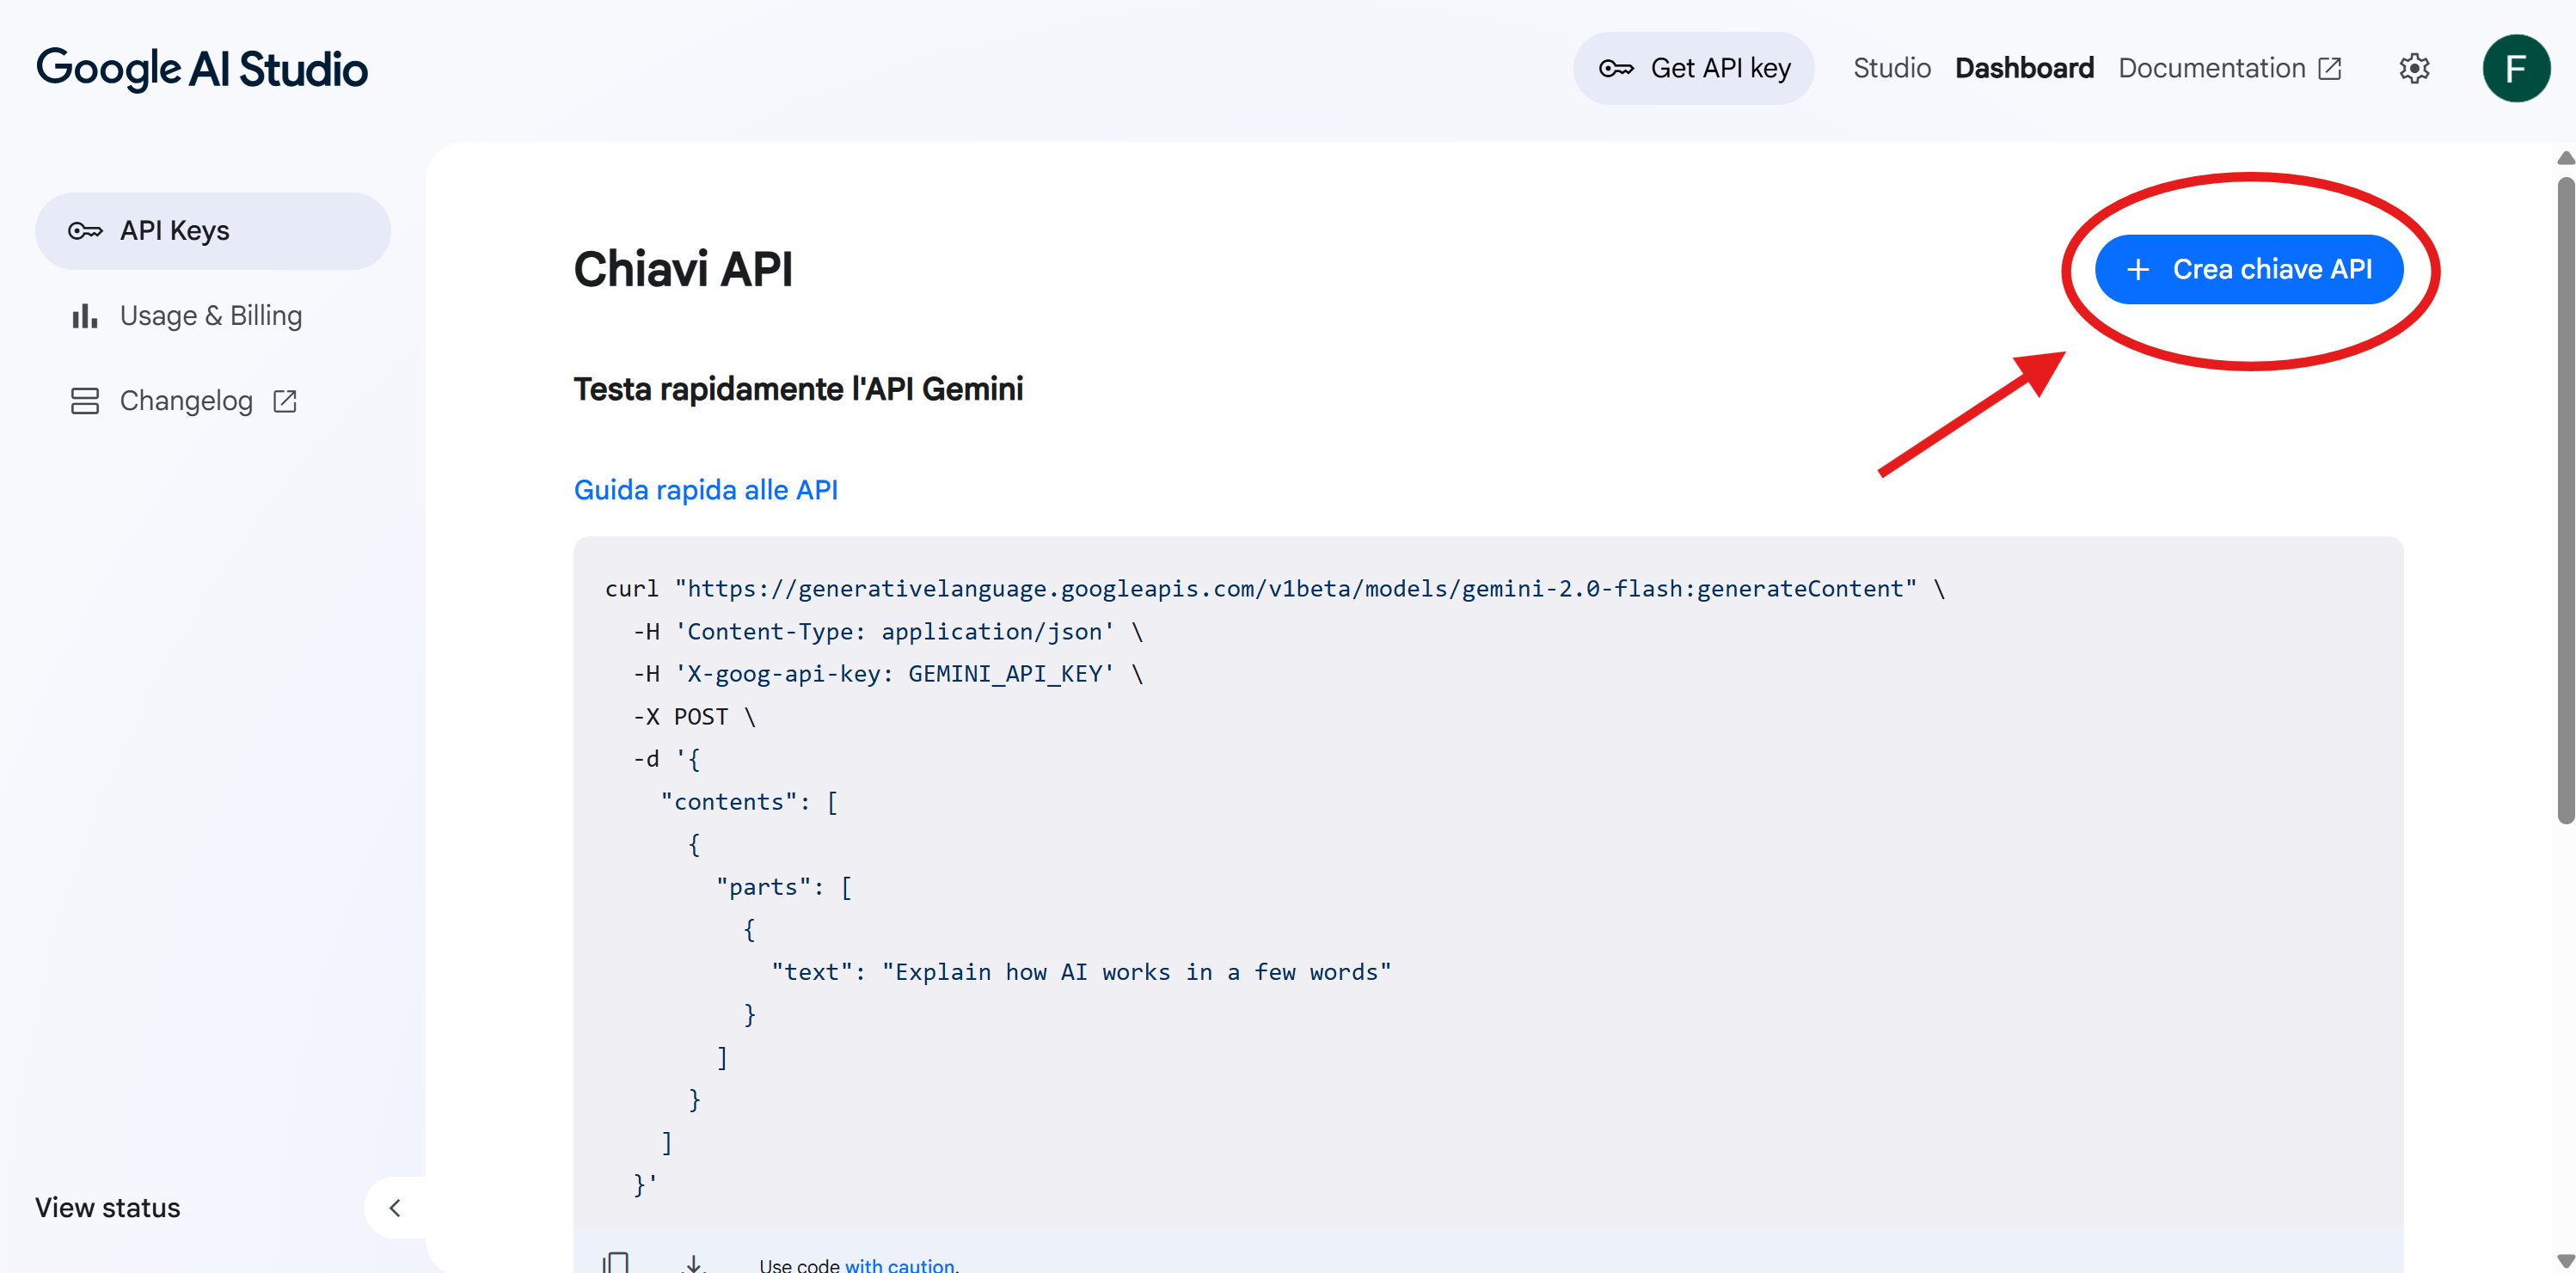 Google AI Studio
Get API key
Studio
Dashboard
Documentation
F
API Keys
Usage & Billing
Changelog
View status
Chiavi API
Crea chiave API
Testa rapidamente l'API Gemini
Guida rapida alle API
curl "https://generativelanguage.googleapis.com/v1beta/models/gemini-2.0-flash:generateContent" \
  -H 'Content-Type: application/json' \
  -H 'X-goog-api-key: GEMINI_API_KEY' \
  -X POST \
  -d '{
    "contents": [
      {
        "parts": [
          {
            "text": "Explain how AI works in a few words"
          }
        ]
      }
    ]
  }'
Use code with caution.